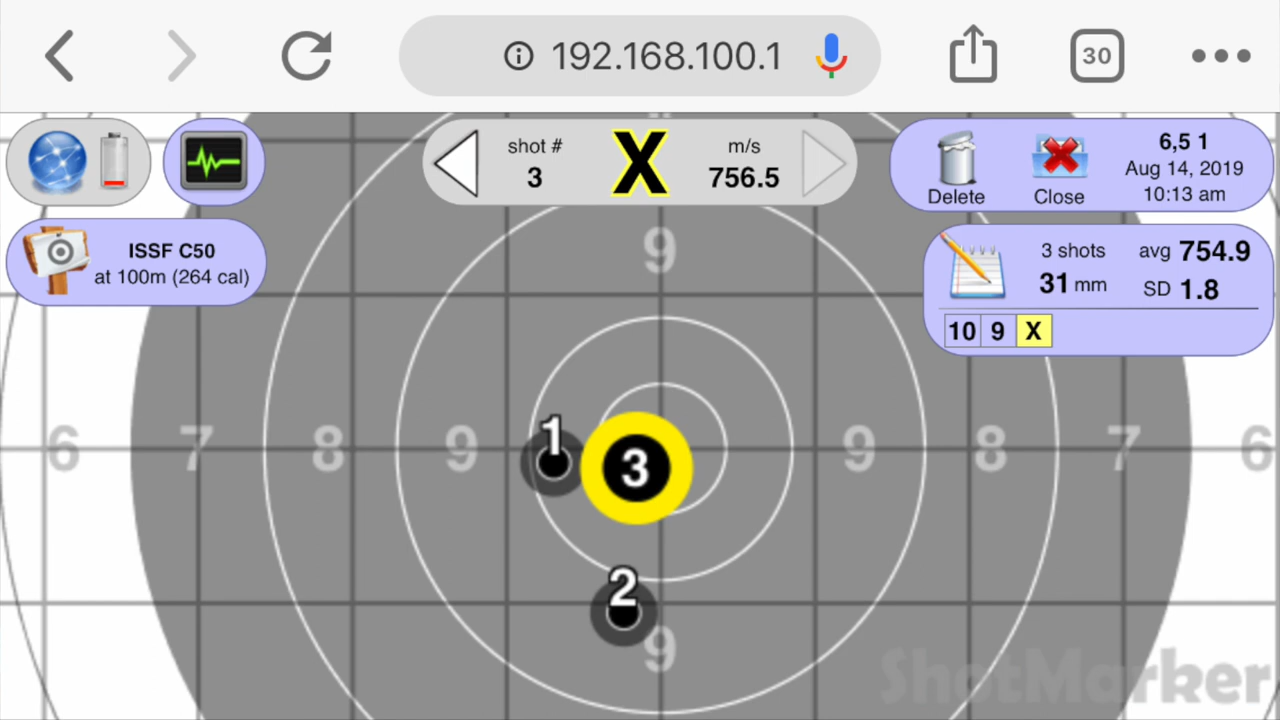 192.168.100.1
30
shot #
3
X
m/s
756.5
Delete
Close
6,5 1
Aug 14, 2019
10:13 am
ISSF C50
at 100m (264 cal)
3 shots
31 mm
avg 754.9
SD 1.8
10 9 X
9
6 7 8 9 9 8 7 6
1
3
2
9
ShotMarker